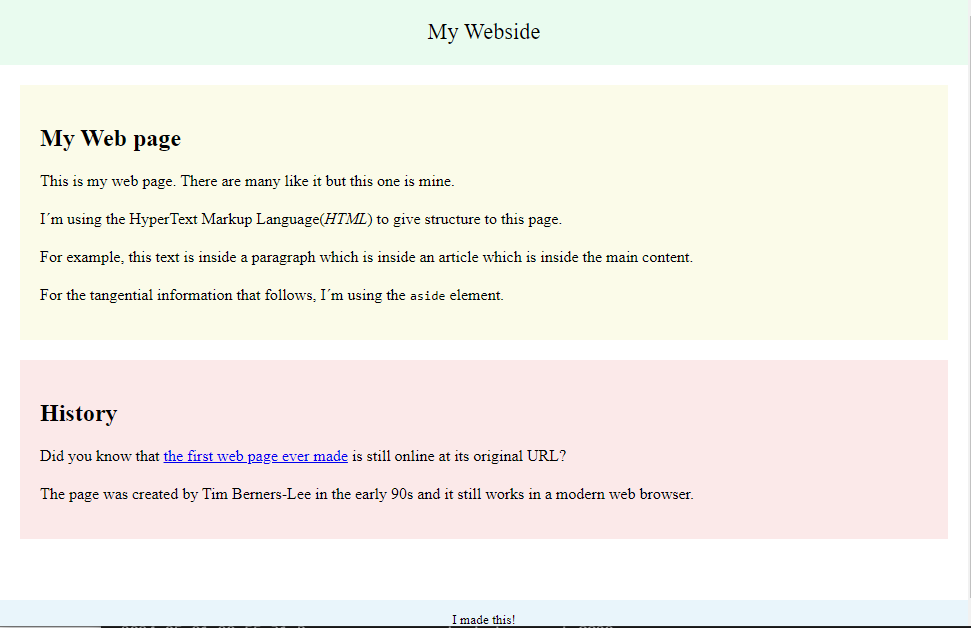 My Webside
My Web page
This is my web page. There are many like it but this one is mine.
I´m using the HyperText Markup Language(HTML) to give structure to this page.
For example, this text is inside a paragraph which is inside an article which is inside the main content.
For the tangential information that follows, I´m using the aside element.
History
Did you know that the first web page ever made is still online at its original URL?
The page was created by Tim Berners-Lee in the early 90s and it still works in a modern web browser.
I made this!